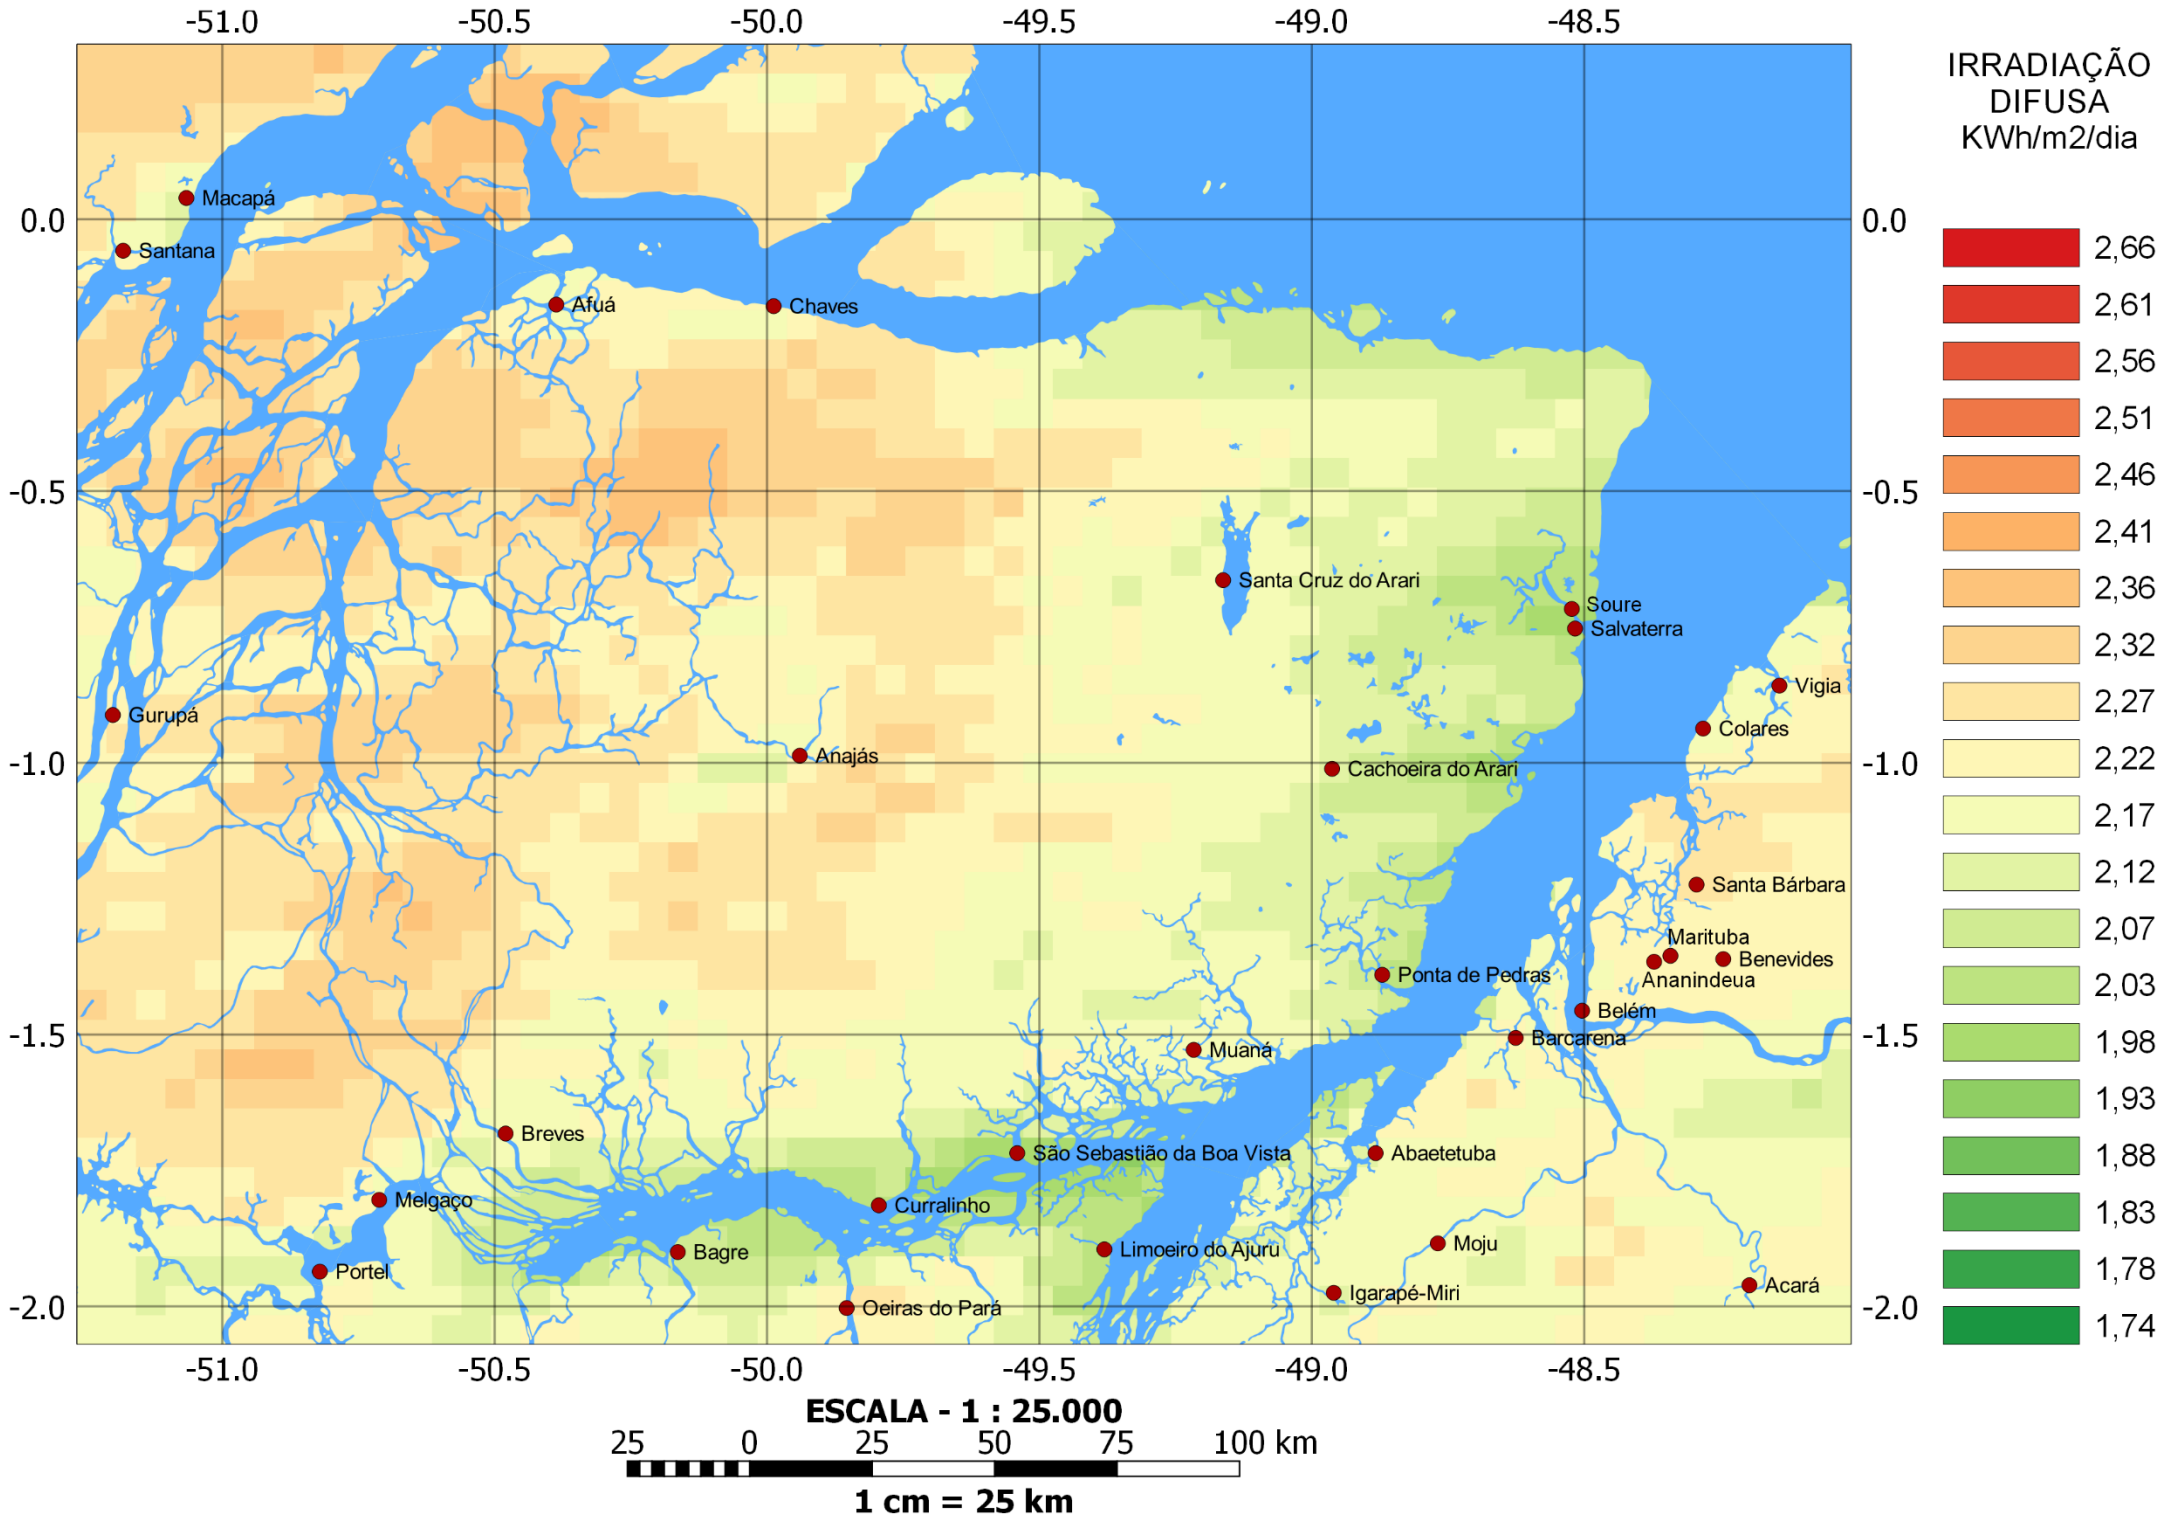 -51.0 -50.5 -50.0 -49.5 -49.0 -48.5
IRRADIAÇÃO
DIFUSA
KWh/m2/dia
Macapá
0.0 0.0
2,66
Santana
Afuá
Chaves
2,61
2,56
2,51
-0.5 -0.5
2,46
2,41
Santa Cruz do Arari
2,36
Soure
Salvaterra
2,32
Vigia
2,27
Gurupá
Colares
Anajás
-1.0 -1.0
2,22
Cachoeira do Arari
2,17
2,12
Santa Bárbara
2,07
Marituba
Benevides
Ponta de Pedras
Ananindeua
2,03
Belém
-1.5 -1.5
Barcarena
1,98
Muaná
1,93
Breves
São Sebastião da Boa Vista
Abaetetuba
1,88
Melgaço
Curralinho
1,83
Bagre
Limoeiro do Ajuru
Moju
Portel
1,78
Igarapé-Miri
Acará
Oeiras do Pará
-2.0 -2.0
1,74
-51.0 -50.5 -50.0 -49.5 -49.0 -48.5
ESCALA - 1 : 25.000
25 0 25 50 75 100 km
1 cm = 25 km